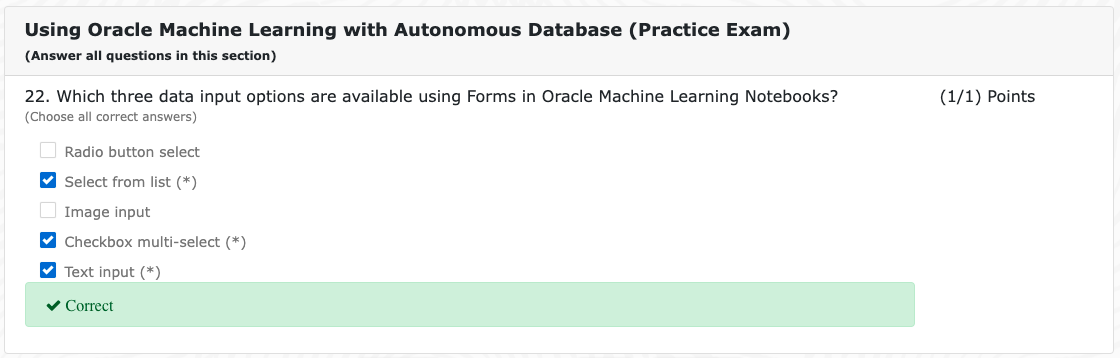 Using Oracle Machine Learning with Autonomous Database (Practice Exam)
(Answer all questions in this section)
22. Which three data input options are available using Forms in Oracle Machine Learning Notebooks? (1/1) Points
(Choose all correct answers)
Radio button select
Select from list (*)
Image input
Checkbox multi-select (*)
Text input (*)
Correct